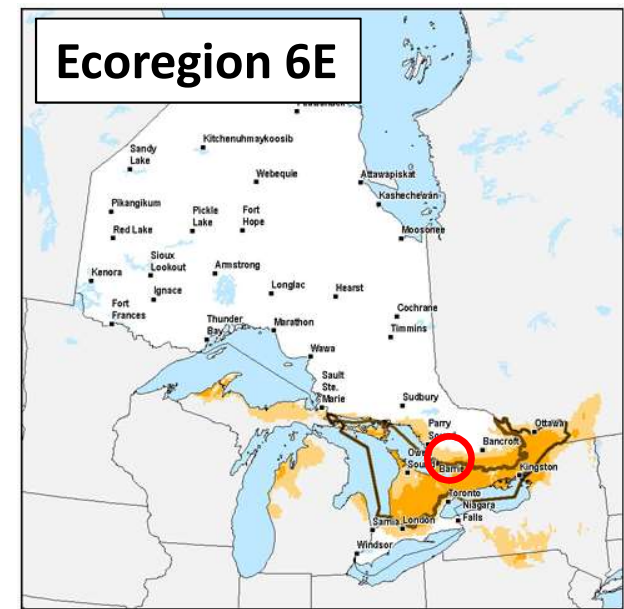 Ecoregion 6E
Kitchenuhmaykoosib
Sandy
Lake
Webequie
Attawapiskat
Kashechewan
Pikangikum
Pickle
Lake
Fort
Hope
Red Lake
Moosonee
Sioux
Lookout
Armstrong
Kenora
Ignace
Longlac
Hearst
Fort
Frances
Cochrane
Thunder
Bay
Marathon
Timmins
Wawa
Sault
Ste.
Marie
Sudbury
Parry
Ottawa
Bancroft
Barrie
Kingston
Toronto
Niagara
Falls
Sarnia
London
Windsor